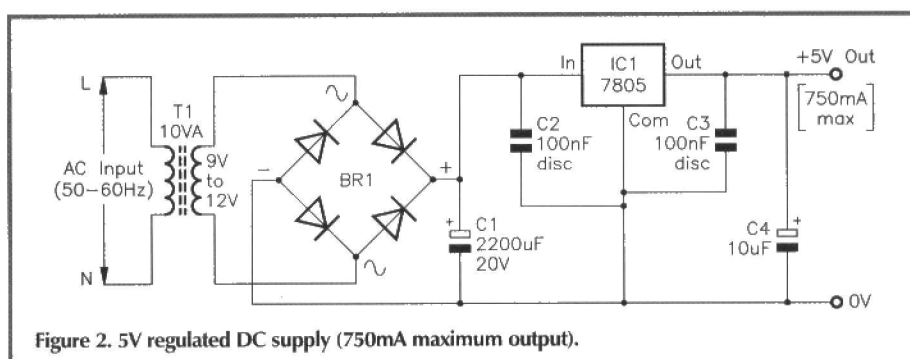 L
T1
10VA
AC Input
(50–60Hz)
N
9V
to
12V
BR1
–
+
+
C1
2200uF
20V
C2
100nF
disc
In
IC1
7805
Out
Com
C3
100nF
disc
+
C4
10uF
+5V Out
[750mA
max]
0V
Figure 2. 5V regulated DC supply (750mA maximum output).